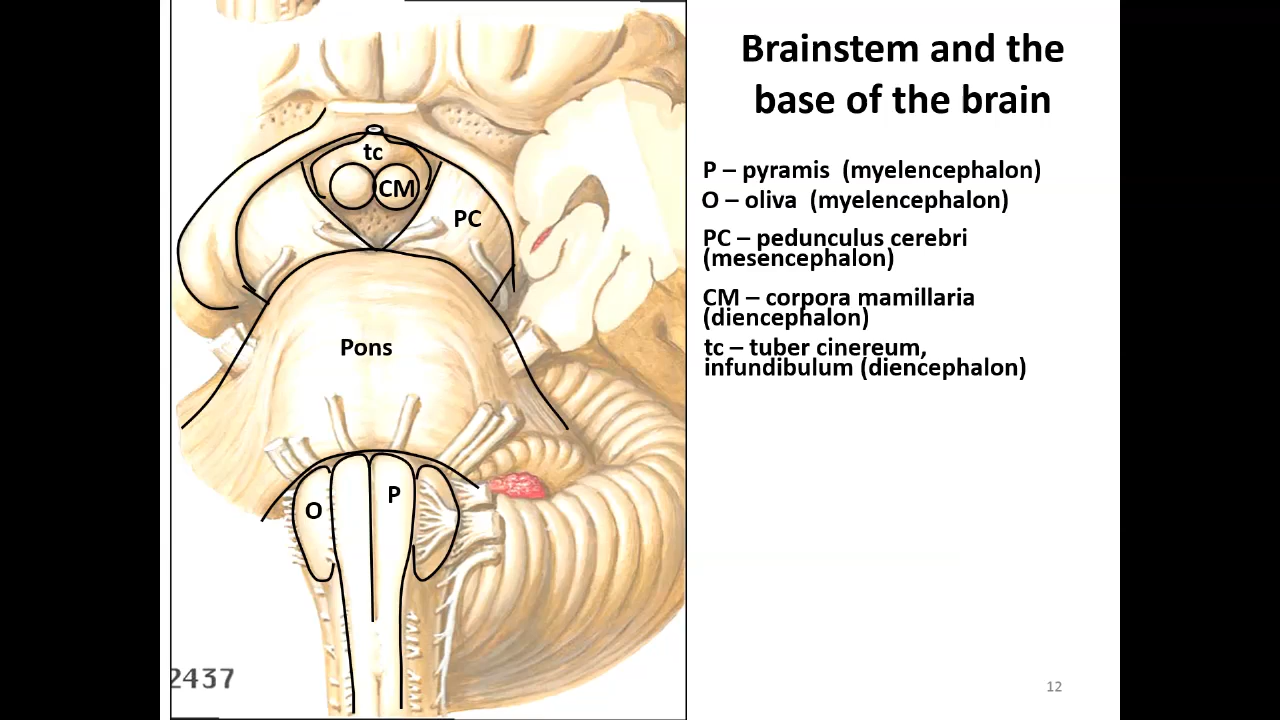 Brainstem and the
base of the brain
P – pyramis (myelencephalon)
O – oliva (myelencephalon)
PC – pedunculus cerebri
(mesencephalon)
CM – corpora mamillaria
(diencephalon)
tc – tuber cinereum,
infundibulum (diencephalon)
tc
CM
PC
Pons
P
O
2437
12